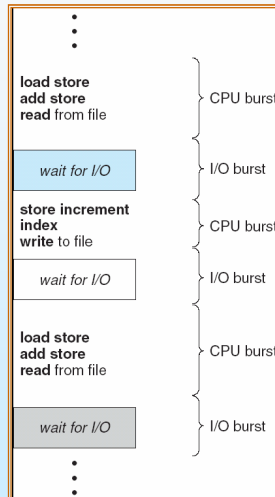 load store
add store
read from file
CPU burst
wait for I/O
I/O burst
store increment
index
write to file
CPU burst
wait for I/O
I/O burst
load store
add store
read from file
CPU burst
wait for I/O
I/O burst